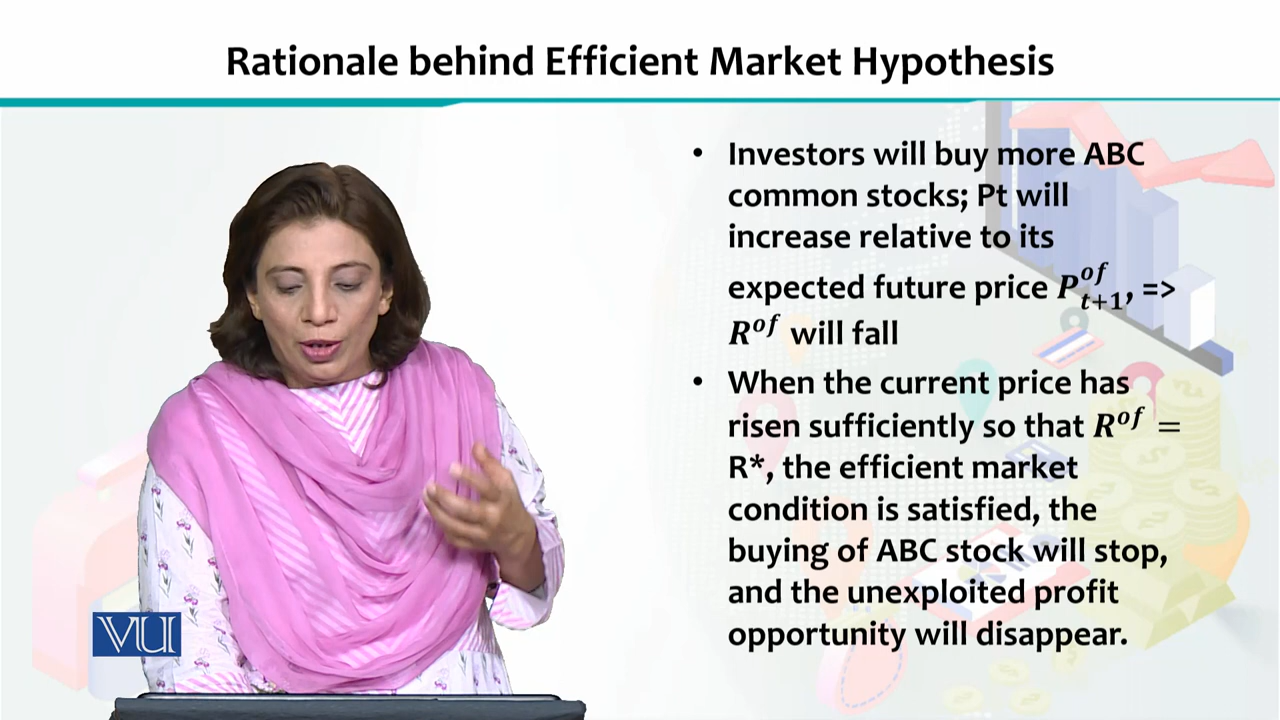 Rationale behind Efficient Market Hypothesis
• Investors will buy more ABC
common stocks; Pt will
increase relative to its
expected future price P^{of}_{t+1}, =>
R^{of} will fall
• When the current price has
risen sufficiently so that R^{of} =
R*, the efficient market
condition is satisfied, the
buying of ABC stock will stop,
and the unexploited profit
opportunity will disappear.
VU